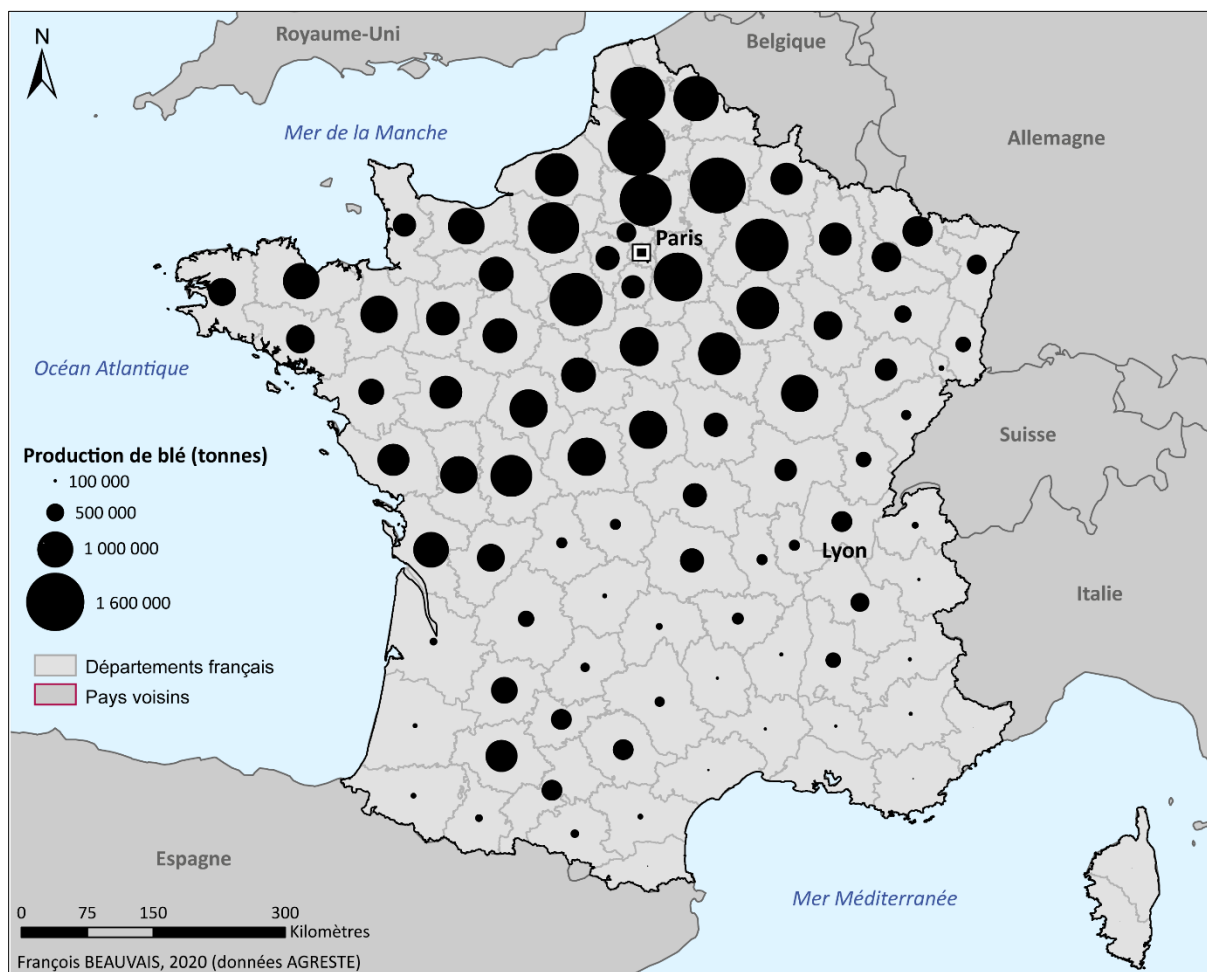 N
Royaume-Uni
Belgique
Mer de la Manche
Allemagne
Paris
Océan Atlantique
Suisse
Production de blé (tonnes)
100 000
500 000
1 000 000
1 600 000
Lyon
Italie
Départements français
Pays voisins
Espagne
Mer Méditerranée
0 75 150 300
Kilomètres
François BEAUVAIS, 2020 (données AGRESTE)